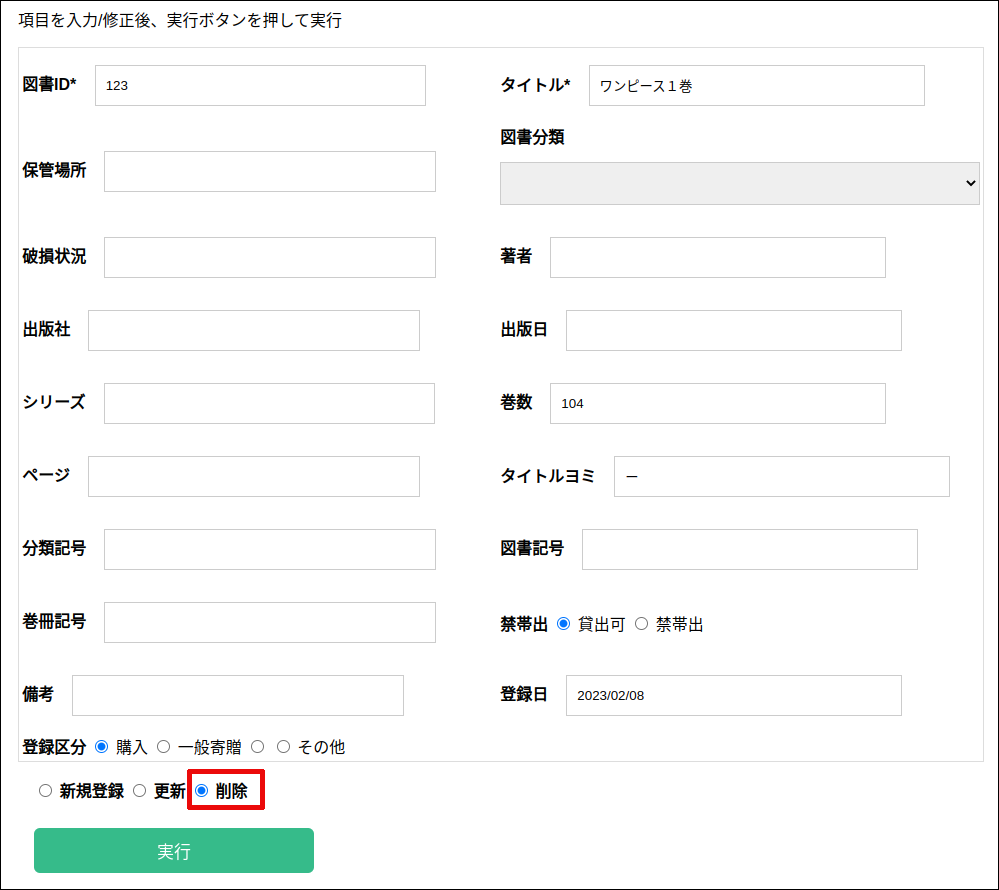 項目を入力/修正後、実行ボタンを押して実行
図書ID* 123 タイトル* ワンピース１巻
図書分類
保管場所
破損状況 著者
出版社 出版日
シリーズ 巻数 104
ページ タイトルヨミ ー
分類記号 図書記号
巻冊記号 禁帯出 貸出可 禁帯出
備考 登録日 2023/02/08
登録区分 購入 一般寄贈 その他
新規登録 更新 削除
実行